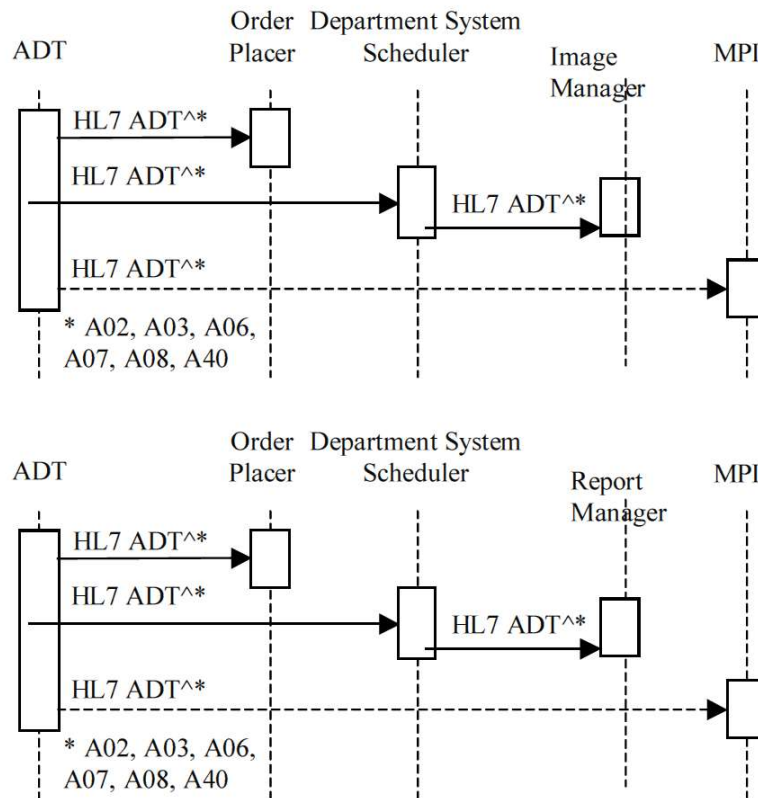 ADT
Order
Placer
Department System
Scheduler
Image
Manager
MPI
HL7 ADT^*
HL7 ADT^*
HL7 ADT^*
HL7 ADT^*
* A02, A03, A06,
A07, A08, A40
ADT
Order
Placer
Department System
Scheduler
Report
Manager
MPI
HL7 ADT^*
HL7 ADT^*
HL7 ADT^*
HL7 ADT^*
* A02, A03, A06,
A07, A08, A40